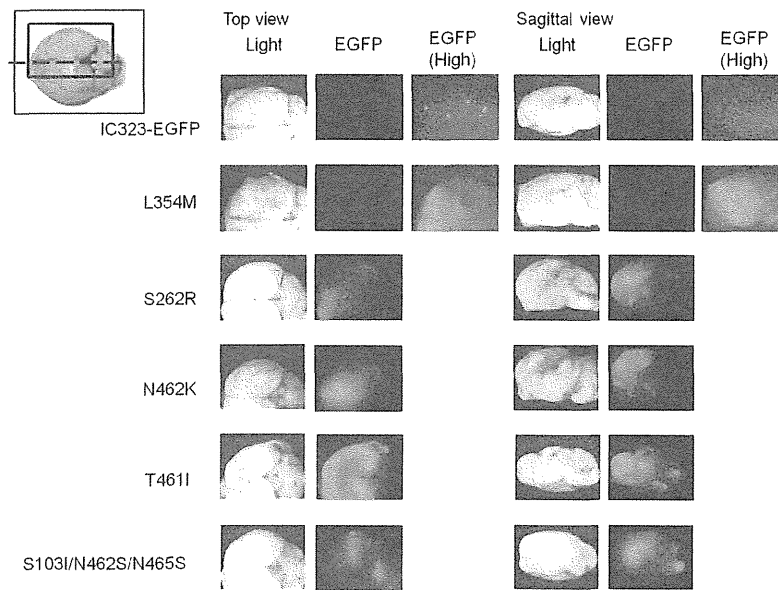 Top view
Sagittal view
Light
EGFP
EGFP
(High)
Light
EGFP
EGFP
(High)
IC323-EGFP
L354M
S262R
N462K
T461I
S103I/N462S/N465S